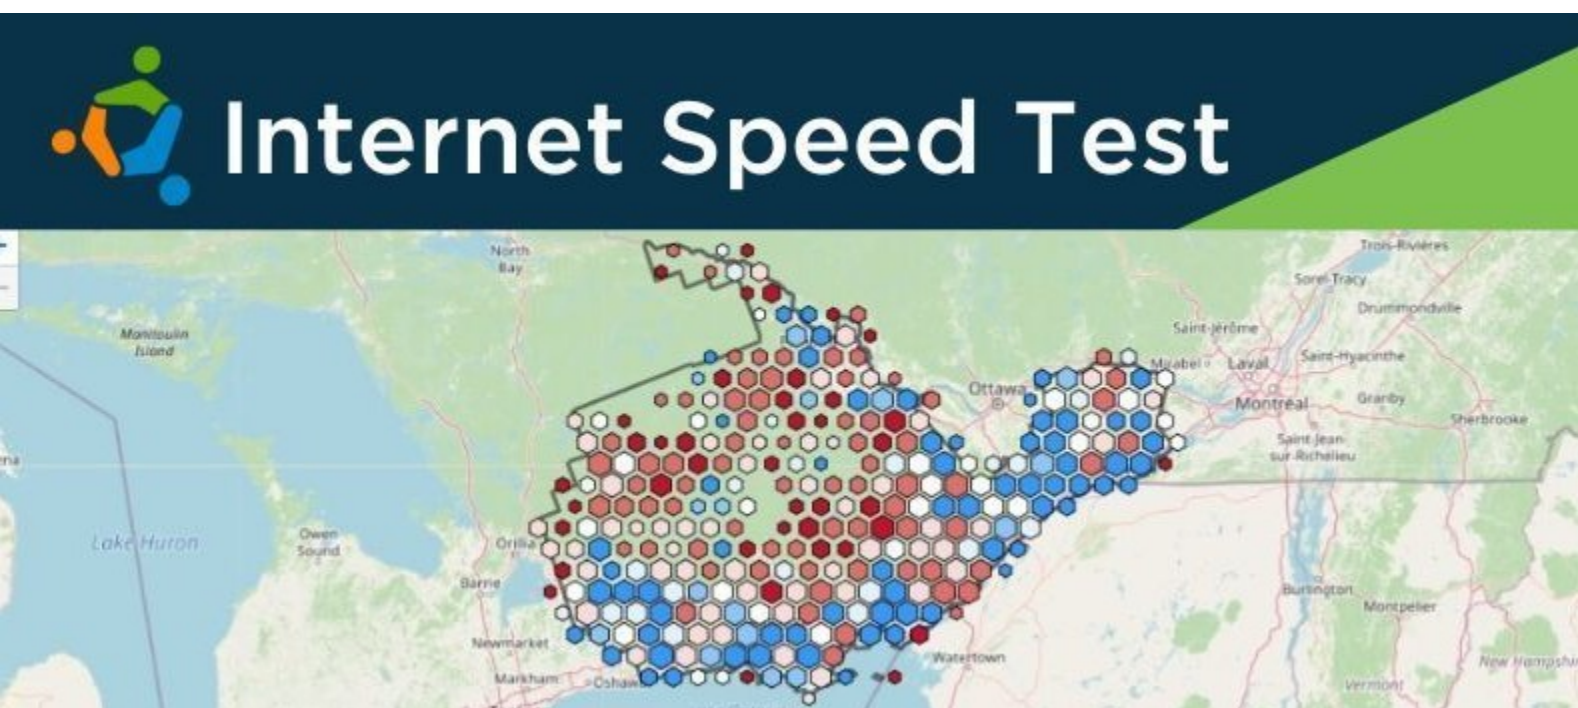 Internet Speed Test
North
Bay
Trois-Rivières
Sorel-Tracy
Drummondville
Manitoulin
Island
Saint-Jérôme
Mirabel
Laval
Saint-Hyacinthe
Ottawa
Montréal
Granby
Sherbrooke
Saint-Jean-
sur-Richelieu
Lake Huron
Owen
Sound
Orillia
Barrie
Burlington
Montpelier
Newmarket
Watertown
New Hampshi
Markham
Oshawa
Vermont